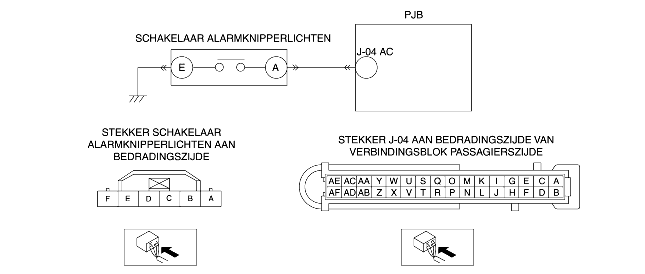 PJB
SCHAKELAAR ALARMKNIPPERLICHTEN
J-04 AC
E A
STEKKER SCHAKELAAR
ALARMKNIPPERLICHTEN AAN
BEDRADINGSZIJDE
STEKKER J-04 AAN BEDRADINGSZIJDE VAN
VERBINDINGSBLOK PASSAGIERSZIJDE
F E D C B A
AE AC AA Y W U S Q O M K I G E C A
AF AD AB Z X V T R P N L J H F D B